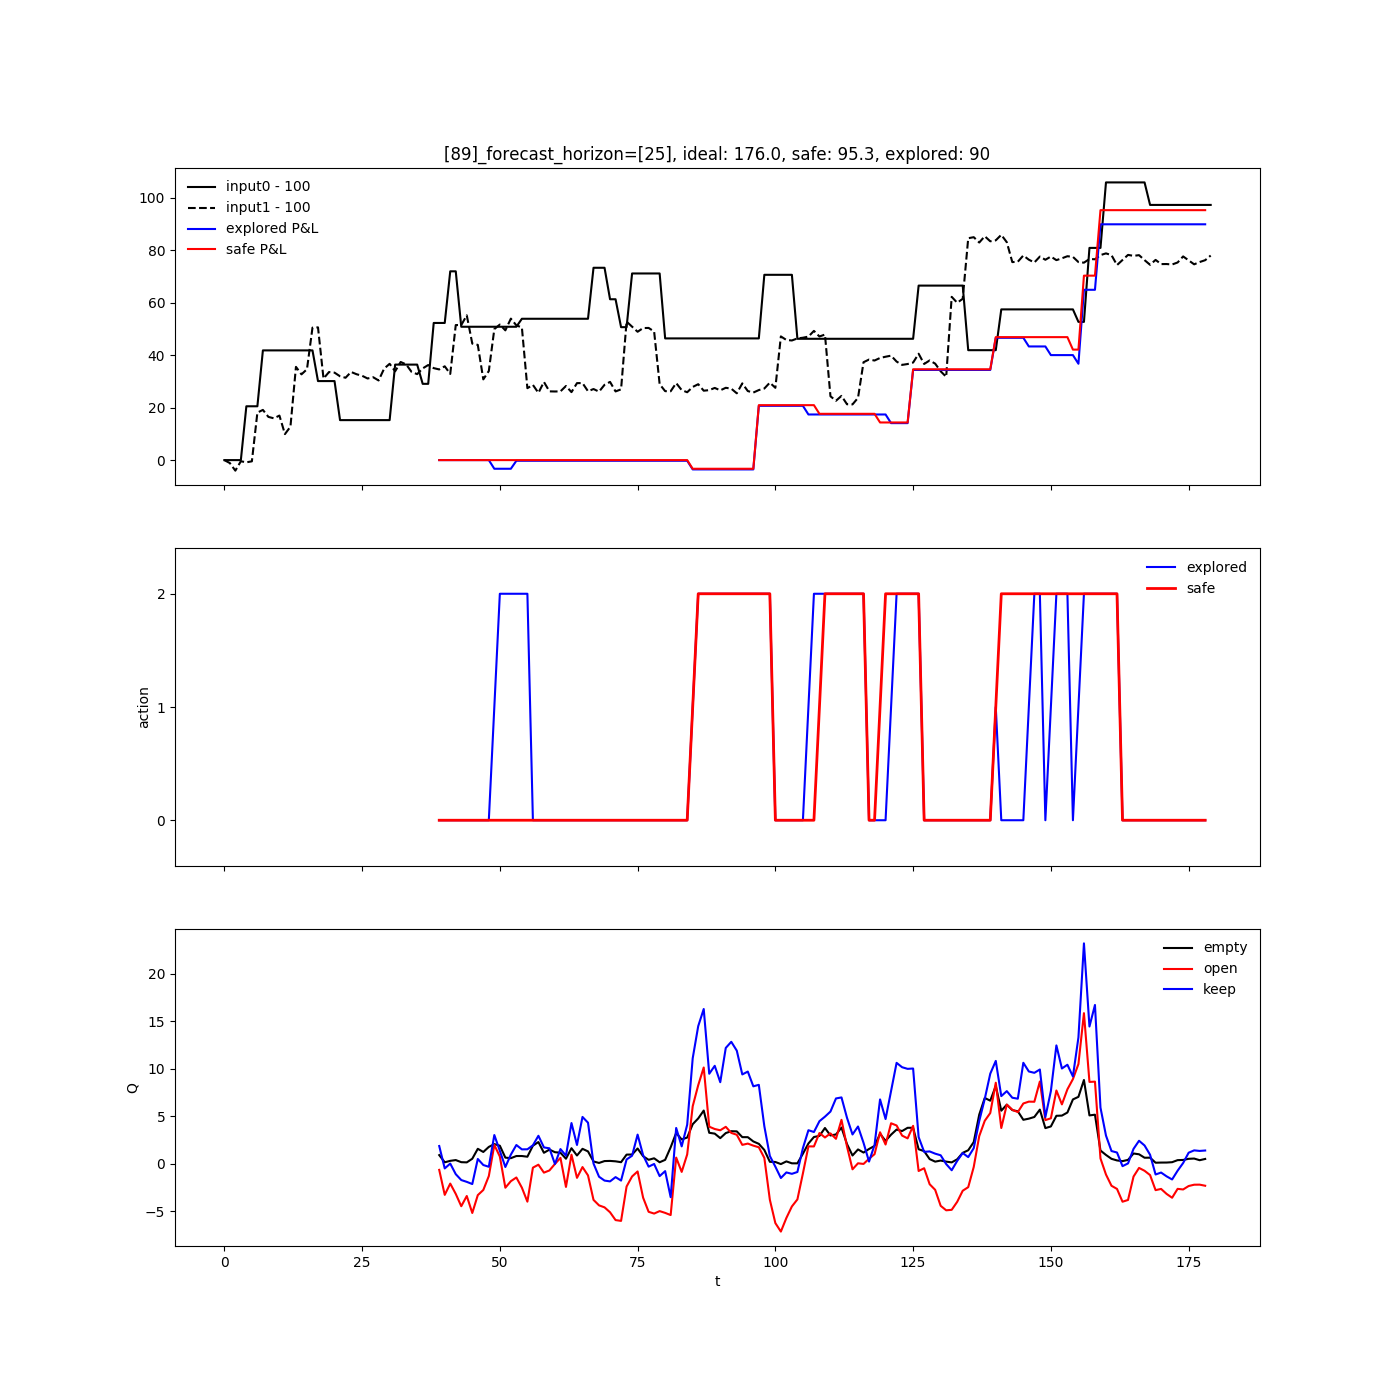 [89]_forecast_horizon=[25], ideal: 176.0, safe: 95.3, explored: 90
input0 - 100
input1 - 100
explored P&L
safe P&L
100
80
60
40
20
0
explored
safe
2
1
0
action
empty
open
keep
20
15
10
5
0
−5
Q
0 25 50 75 100 125 150 175
t